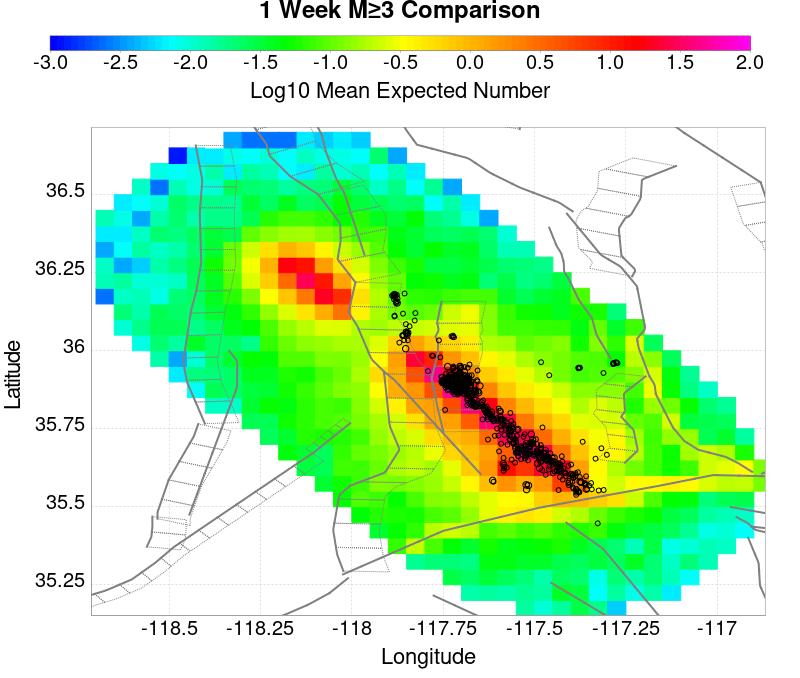 1 Week M≥3 Comparison
-3.0 -2.5 -2.0 -1.5 -1.0 -0.5 0.0 0.5 1.0 1.5 2.0
Log10 Mean Expected Number
36.5
36.25
36
35.75
35.5
35.25
Latitude
-118.5 -118.25 -118 -117.75 -117.5 -117.25 -117
Longitude